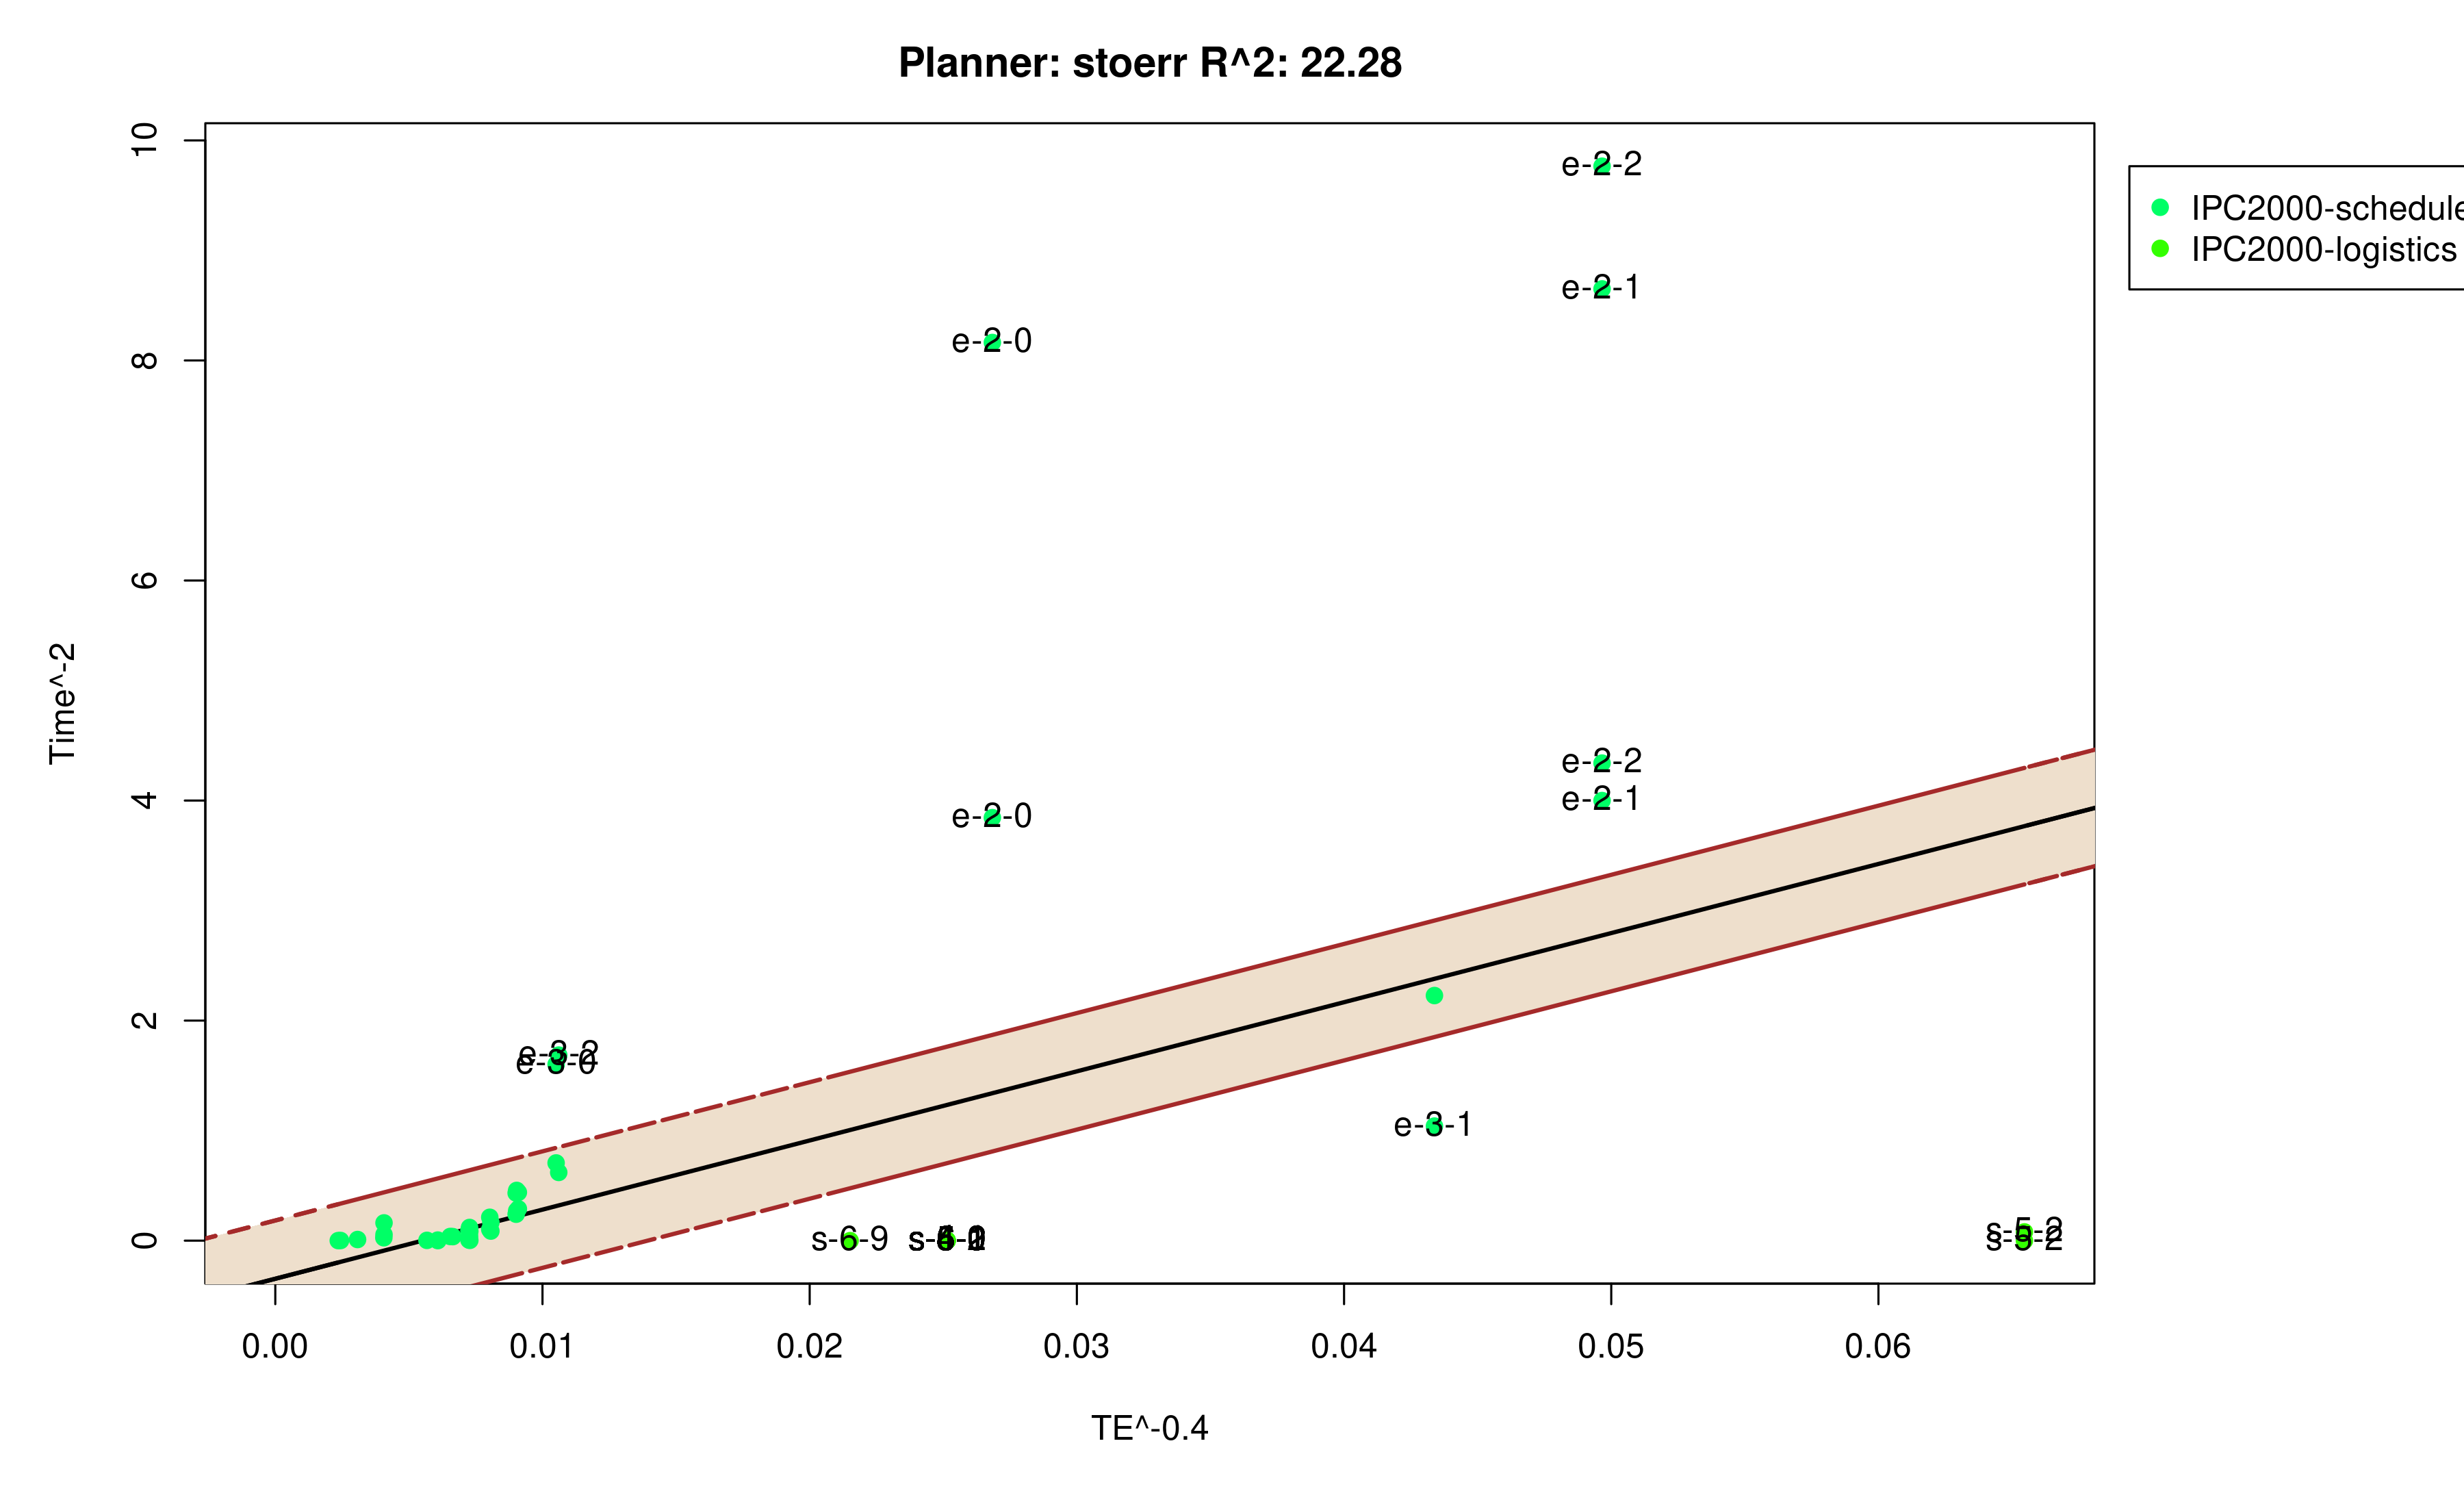 Planner: stoerr R^2: 22.28
10
8
6
4
2
0
Time^-2
e-2-2
e-2-1
e-2-0
e-2-2
e-2-1
e-2-0
e-3-2
e-3-0
e-3-1
s-6-9
s-5-2
s-5-2
IPC2000-schedule
IPC2000-logistics
0.00 0.01 0.02 0.03 0.04 0.05 0.06
TE^-0.4